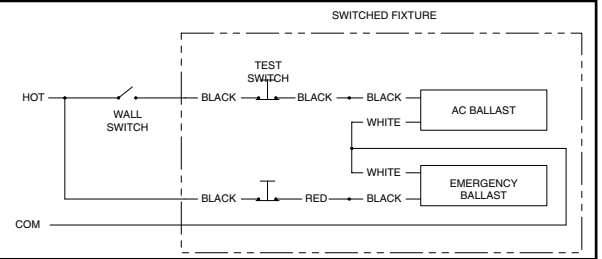 SWITCHED FIXTURE
TEST
SWITCH
HOT
BLACK
BLACK
BLACK
AC BALLAST
WALL
SWITCH
WHITE
WHITE
EMERGENCY
BALLAST
BLACK
RED
BLACK
COM